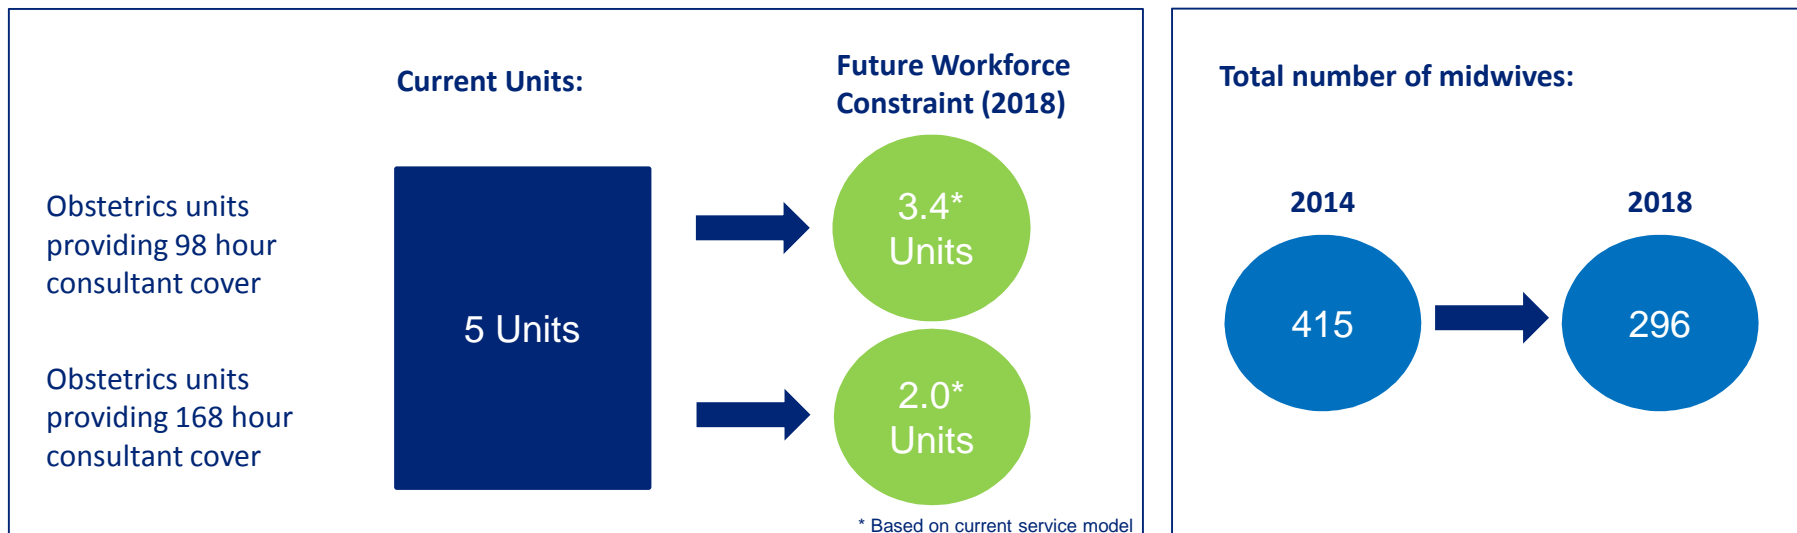 Current Units:
Future Workforce
Constraint (2018)
Obstetrics units
providing 98 hour
consultant cover
Obstetrics units
providing 168 hour
consultant cover
5 Units
3.4*
Units
2.0*
Units
* Based on current service model
Total number of midwives:
2014
2018
415
296